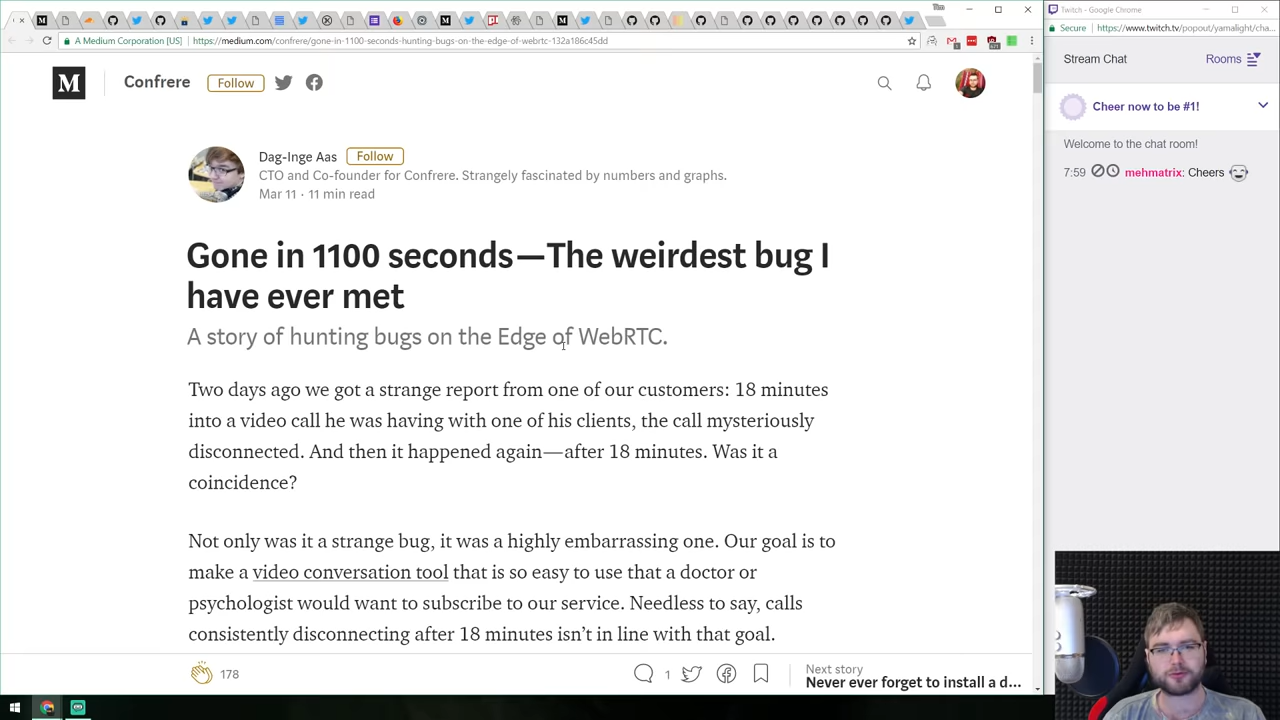 Tim
Twitch - Google Chrome
A Medium Corporation [US]
https://medium.com/confrere/gone-in-1100-seconds-hunting-bugs-on-the-edge-of-webrtc-132a186c45dd
Secure
https://www.twitch.tv/popout/yamalight/cha...
M
Confrere
Follow
Stream Chat
Rooms
Cheer now to be #1!
Welcome to the chat room!
7:59 mehmatrix: Cheers
Dag-Inge Aas
Follow
CTO and Co-founder for Confrere. Strangely fascinated by numbers and graphs.
Mar 11 · 11 min read
Gone in 1100 seconds—The weirdest bug I
have ever met
A story of hunting bugs on the Edge of WebRTC.
Two days ago we got a strange report from one of our customers: 18 minutes
into a video call he was having with one of his clients, the call mysteriously
disconnected. And then it happened again—after 18 minutes. Was it a
coincidence?
Not only was it a strange bug, it was a highly embarrassing one. Our goal is to
make a video conversation tool that is so easy to use that a doctor or
psychologist would want to subscribe to our service. Needless to say, calls
consistently disconnecting after 18 minutes isn’t in line with that goal.
178
1
Next story
Never ever forget to install a d...